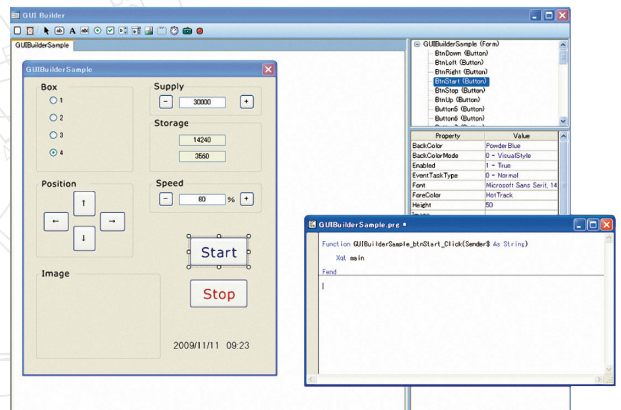 GUI Builder
GUIBuilderSample
GUIBuilderSample
Box
1
2
3
4
Supply
-
30000
+
Storage
14240
3560
Position
↑
←
→
↓
Speed
-
80
%
+
Start
Stop
Image
2009/11/11 09:23
GUIBuilderSample (Form)
BtnDown (Button)
BtnLeft (Button)
BtnRight (Button)
BtnStart (Button)
BtnStop (Button)
BtnUp (Button)
Button5 (Button)
Button6 (Button)
Property Value
BackColor PowderBlue
BackColorMode 0 - VisualStyle
Enabled 1 - True
EventTaskType 0 - Normal
Font Microsoft Sans Serif, 14
ForeColor HotTrack
Height 50
GUIBuilderSample.prg
Function GUIBuilderSample_btnStart_Click(Sender$ As String)
Xqt main
Fend